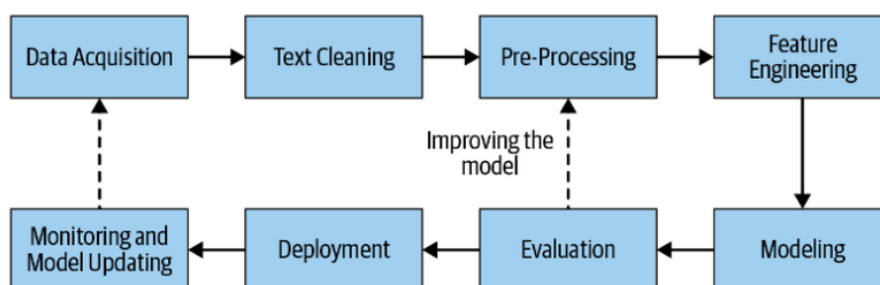 Data Acquisition
Text Cleaning
Pre-Processing
Feature
Engineering
Improving the
model
Monitoring and
Model Updating
Deployment
Evaluation
Modeling